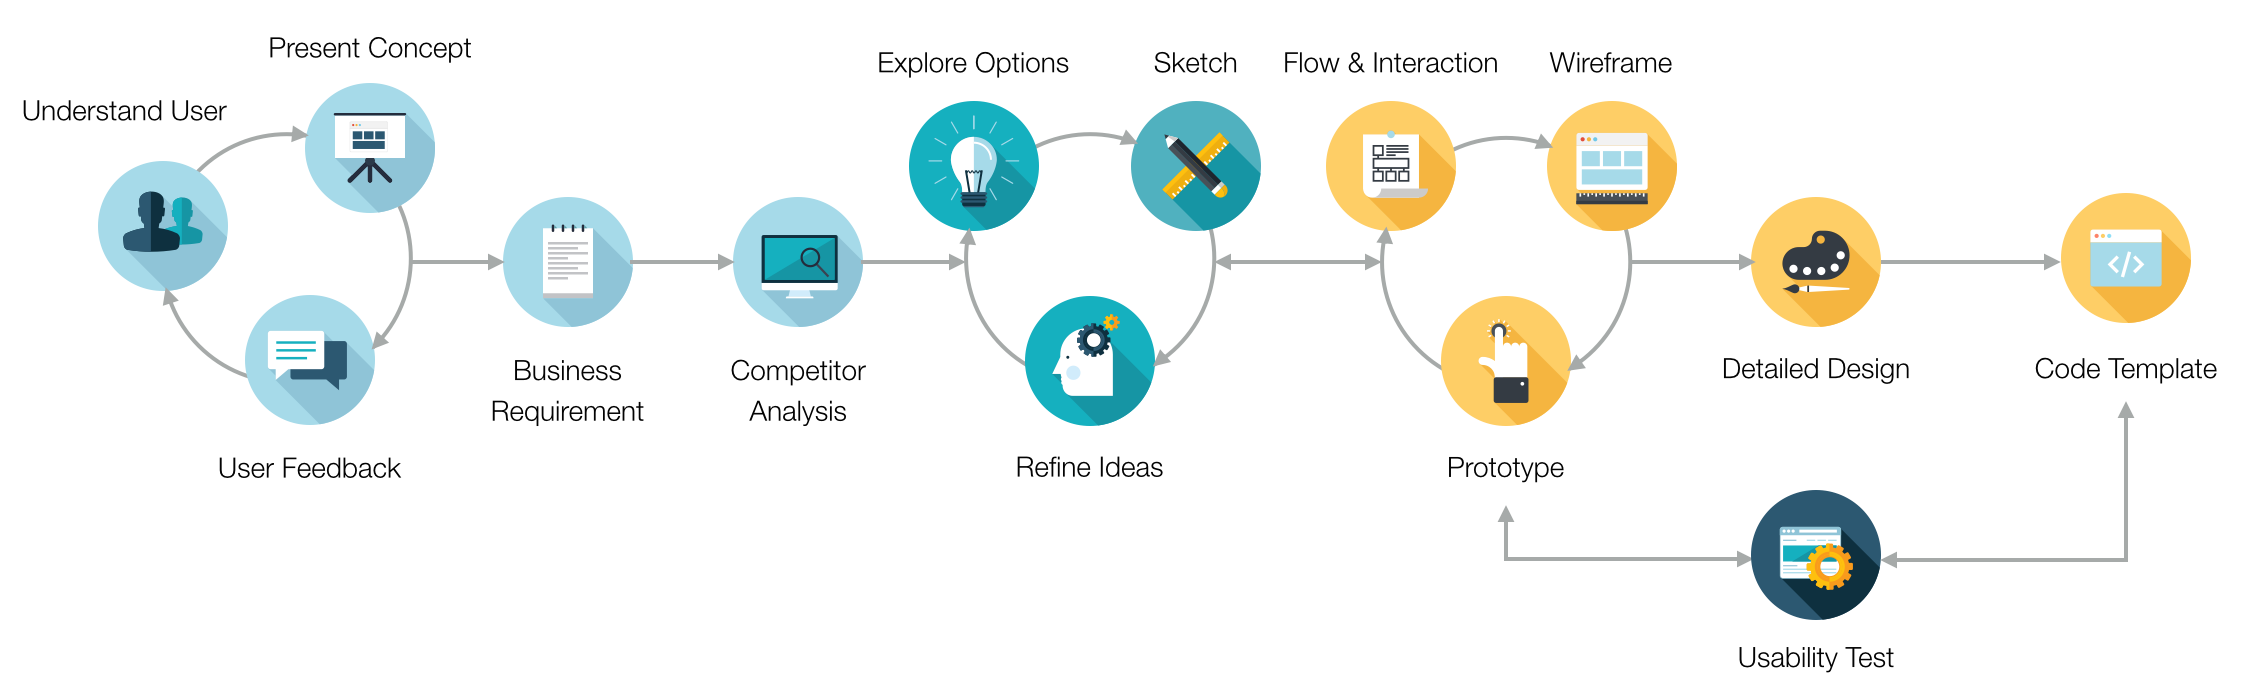 Present Concept
Understand User
User Feedback
Business
Requirement
Competitor
Analysis
Explore Options
Sketch
Refine Ideas
Flow & Interaction
Wireframe
Prototype
Detailed Design
Code Template
</>
Usability Test